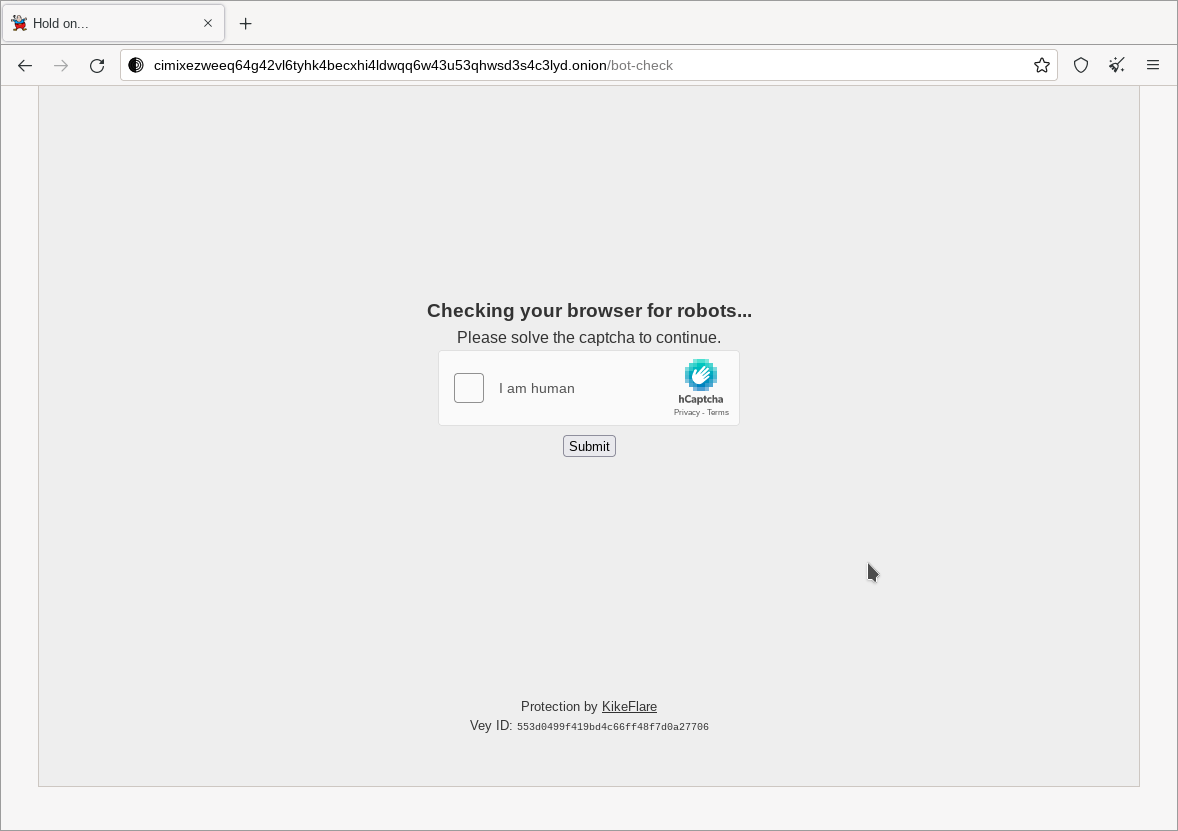 Hold on...
cimixezweeq64g42vl6tyhk4becxhi4ldwqq6w43u53qhwsd3s4c3lyd.onion/bot-check
Checking your browser for robots...
Please solve the captcha to continue.
I am human
hCaptcha
Privacy - Terms
Submit
Protection by KikeFlare
Vey ID: 553d0499f419bd4c66ff48f7d0a27706